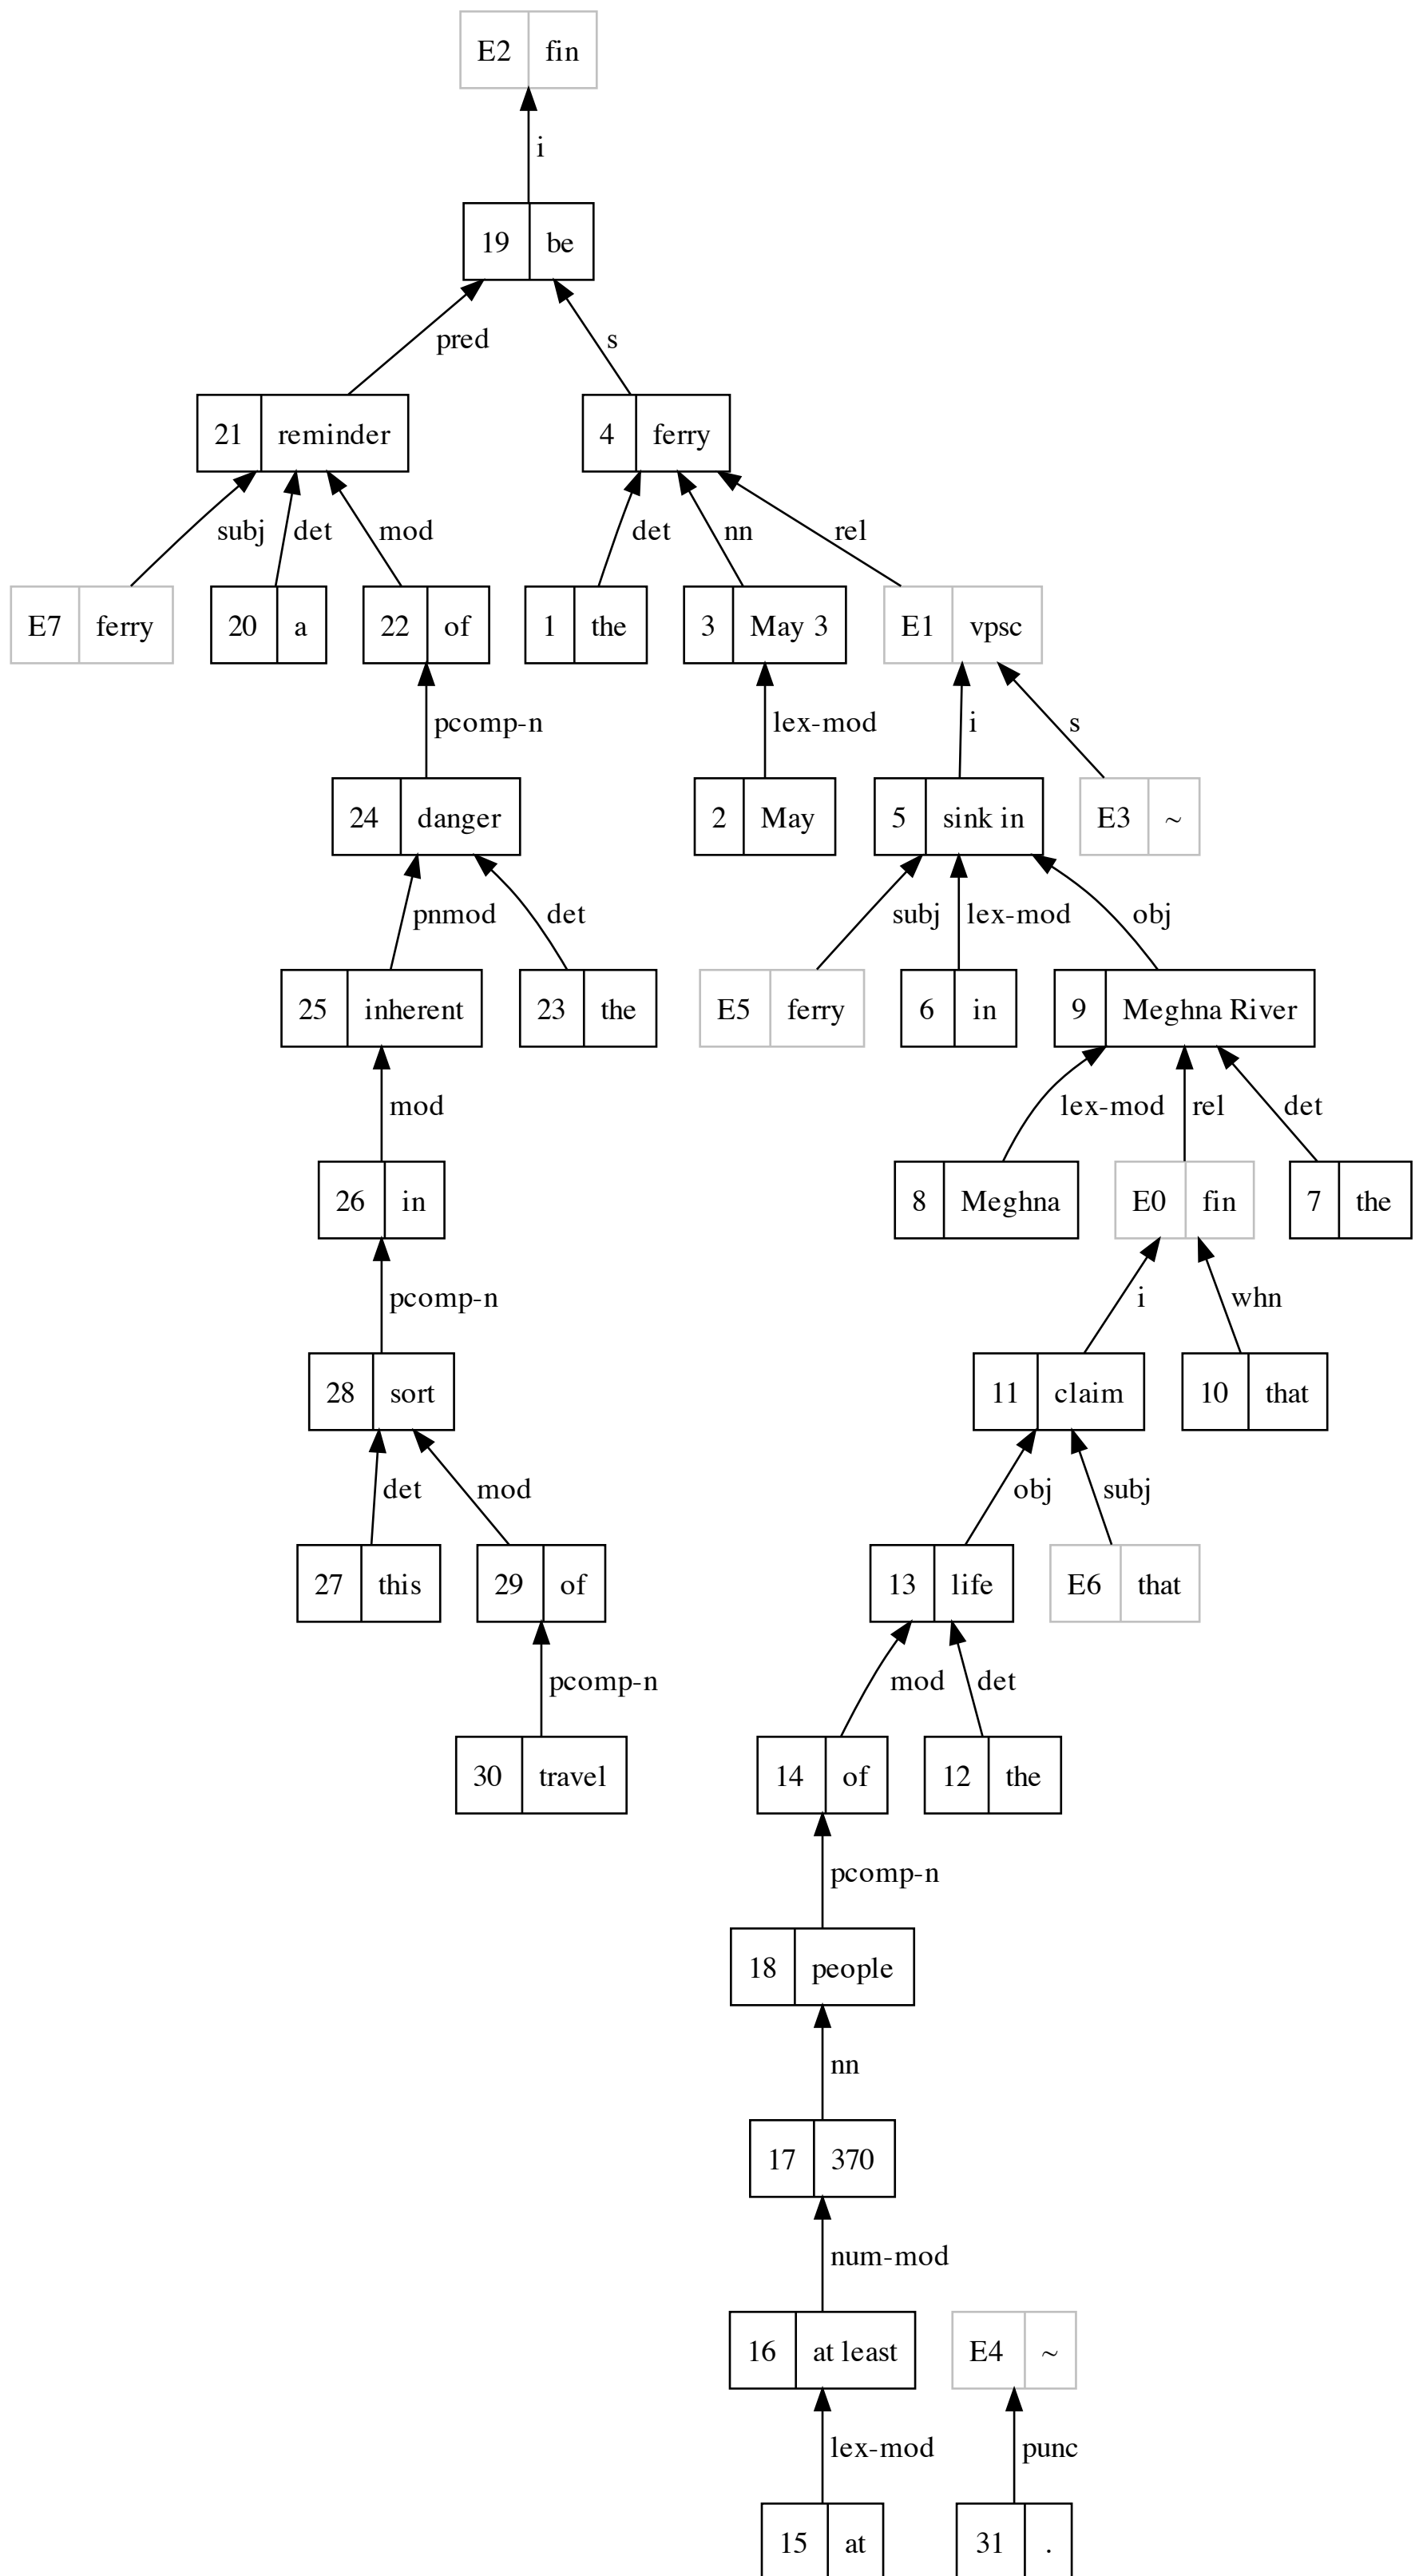 E2 fin
i
19 be
pred s
21 reminder 4 ferry
subj det mod det nn rel
E7 ferry 20 a 22 of 1 the 3 May 3 E1 vpsc
pcomp-n lex-mod i s
24 danger 2 May 5 sink in E3 ~
pnmod det subj lex-mod obj
25 inherent 23 the E5 ferry 6 in 9 Meghna River
mod lex-mod rel det
26 in 8 Meghna E0 fin 7 the
pcomp-n i whn
28 sort 11 claim 10 that
det mod obj subj
27 this 29 of 13 life E6 that
pcomp-n mod det
30 travel 14 of 12 the
pcomp-n
18 people
nn
17 370
num-mod
16 at least E4 ~
lex-mod punc
15 at 31 .